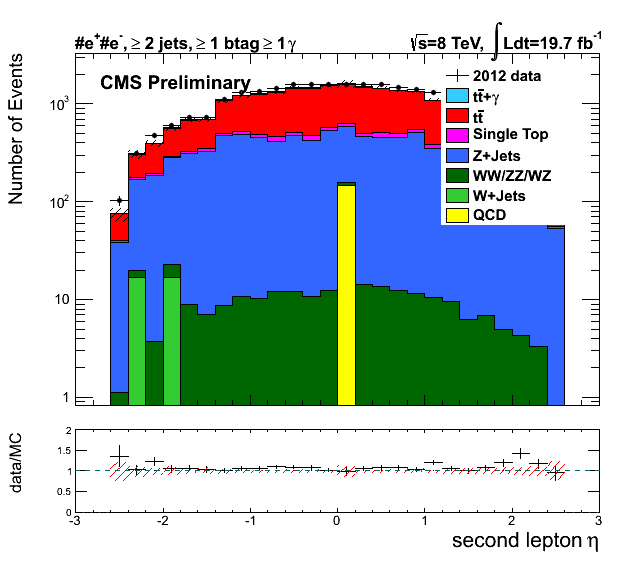 #e⁺#e⁻, ≥ 2 jets, ≥ 1 btag ≥ 1 γ
√s=8 TeV, ∫Ldt=19.7 fb⁻¹
CMS Preliminary
2012 data
tt̄+γ
tt̄
Single Top
Z+Jets
WW/ZZ/WZ
W+Jets
QCD
Number of Events
10³
10²
10
1
data/MC
2
1.5
1
0.5
0
-3 -2 -1 0 1 2 3
second lepton η